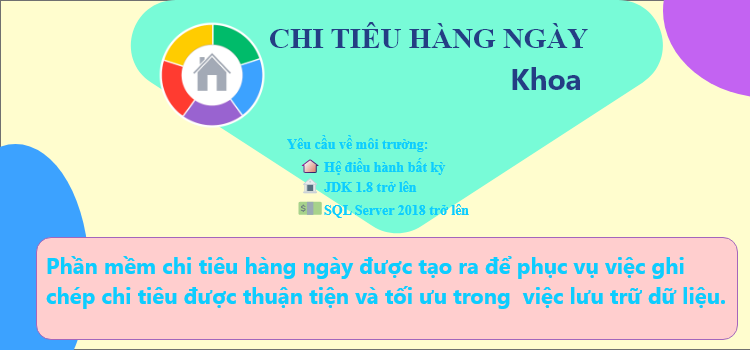 CHI TIÊU HÀNG NGÀY
Khoa
Yêu cầu về môi trường:
Hệ điều hành bất kỳ
JDK 1.8 trở lên
SQL Server 2018 trở lên
Phần mềm chi tiêu hàng ngày được tạo ra để phục vụ việc ghi
chép chi tiêu được thuận tiện và tối ưu trong  việc lưu trữ dữ liệu.